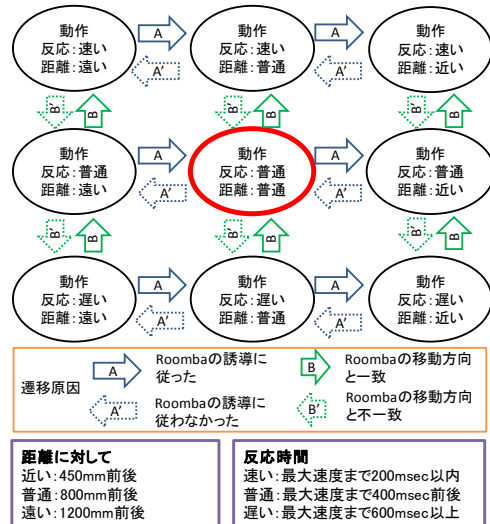 動作
反応:速い
距離:遠い
A
A’
動作
反応:速い
距離:普通
A
A’
動作
反応:速い
距離:近い
B’
B
B’
B
B’
B
動作
反応:普通
距離:遠い
A
A’
動作
反応:普通
距離:普通
A
A’
動作
反応:普通
距離:近い
B’
B
B’
B
B’
B
動作
反応:遅い
距離:遠い
A
A’
動作
反応:遅い
距離:普通
A
A’
動作
反応:遅い
距離:近い
遷移原因
A
Roombaの誘導に
従った
B
Roombaの移動方向
と一致
A’
Roombaの誘導に
従わなかった
B’
Roombaの移動方向
と不一致
距離に対して
近い:450mm前後
普通:800mm前後
遠い:1200mm前後
反応時間
速い:最大速度まで200msec以内
普通:最大速度まで400msec前後
遅い:最大速度まで600msec以上